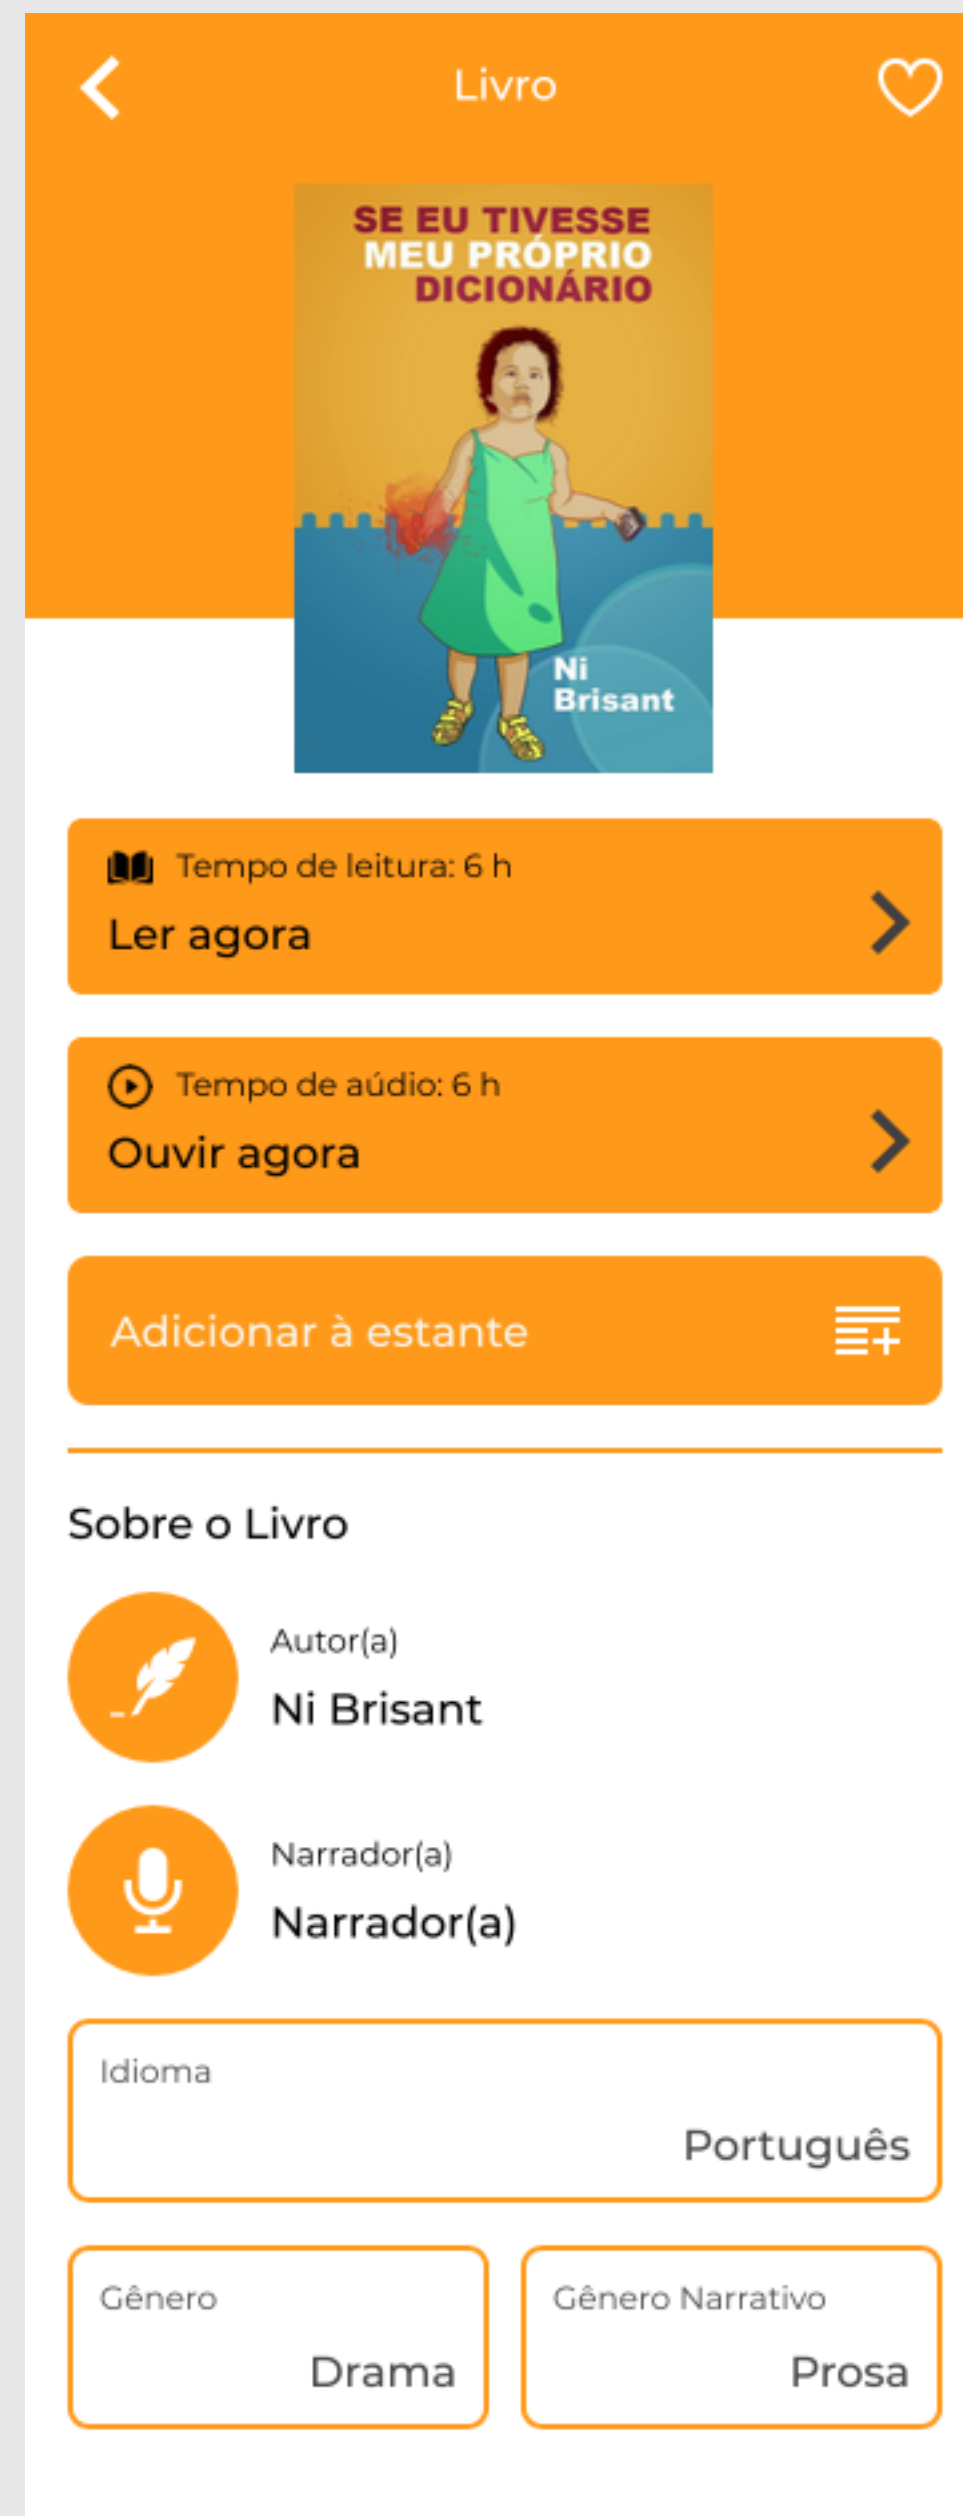 Livro
SE EU TIVESSE
MEU PRÓPRIO
DICIONÁRIO
Ni
Brisant
Tempo de leitura: 6 h
Ler agora
Tempo de aúdio: 6 h
Ouvir agora
Adicionar à estante
Sobre o Livro
Autor(a)
Ni Brisant
Narrador(a)
Narrador(a)
Idioma
Português
Gênero
Drama
Gênero Narrativo
Prosa